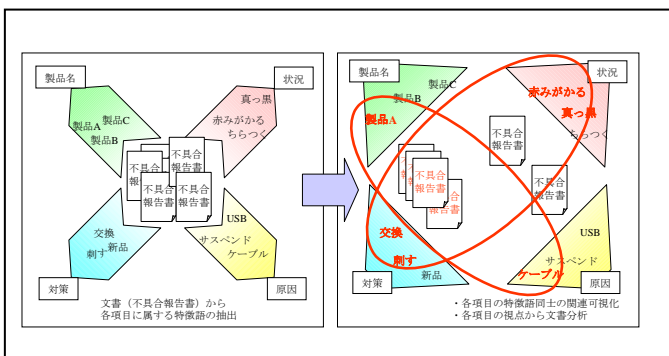 製品名
状況
真っ黒
赤みがかる
ちらつく
製品A
製品C
製品B
不具合
報告書
不具合
報告書
不具合
報告書
不具合
報告書
交換
刺す
新品
USB
サスペンド
ケーブル
対策
原因
文書（不具合報告書）から
各項目に属する特徴語の抽出
製品名
状況
製品C
製品B
製品A
赤みがかる
真っ黒
ちらつく
不具合
報告書
不具合
報告書
不具合
報告書
報告書
交換
刺す
新品
USB
サスペンド
ケーブル
対策
原因
・各項目の特徴語同士の関連可視化
・各項目の視点から文書分析